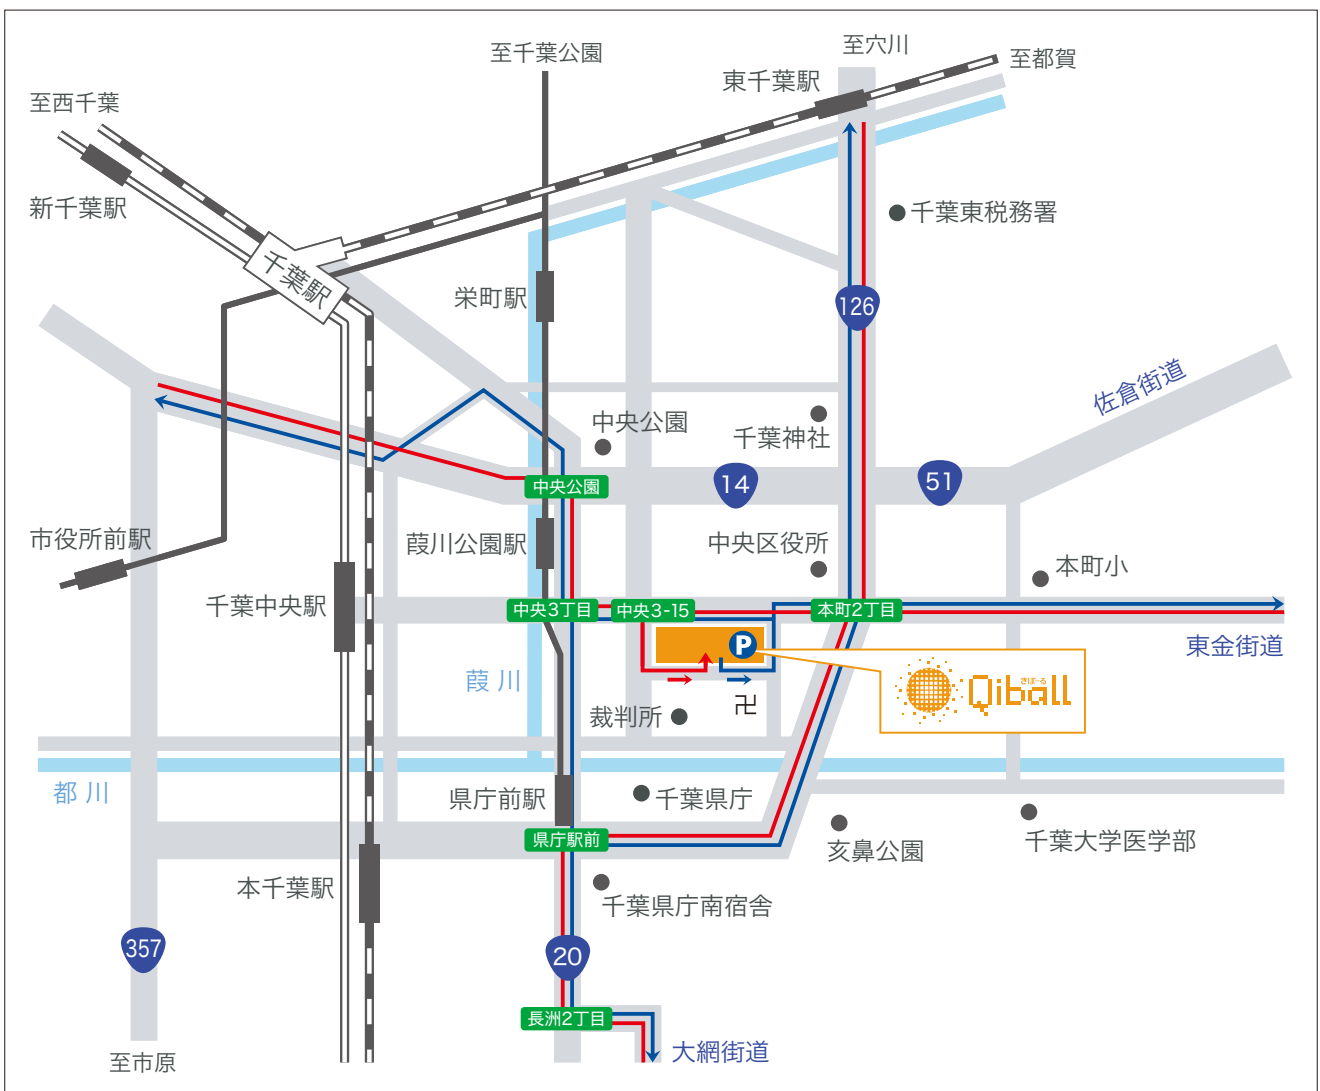 至千葉公園
至穴川
至都賀
東千葉駅
至西千葉
新千葉駅
千葉東税務署
千葉駅
栄町駅
126
佐倉街道
中央公園
千葉神社
中央公園
14
51
市役所前駅
葭川公園駅
中央区役所
本町小
千葉中央駅
中央3丁目
中央3-15
本町2丁目
東金街道
P
葭川
きぼーる
Qiball
卍
裁判所
都川
県庁前駅
千葉県庁
県庁駅前
亥鼻公園
千葉大学医学部
本千葉駅
千葉県庁南宿舎
357
20
長洲2丁目
大網街道
至市原